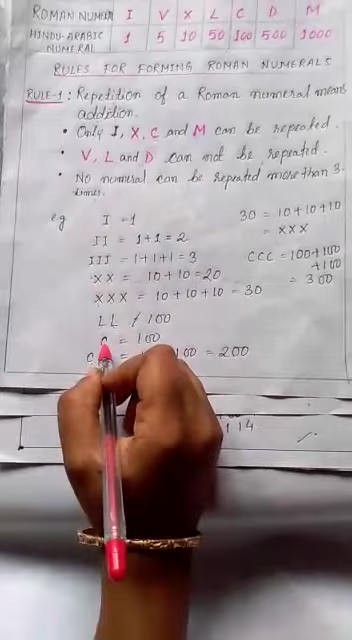 ROMAN NUMERAL I V X L C D M
HINDU-ARABIC NUMERAL 1 5 10 50 100 500 1000
RULES FOR FORMING ROMAN NUMERALS
RULE-1: Repetition of a Roman numeral means
addition.
• Only I, X, C and M can be repeated.
• V, L and D can not be repeated.
• No numeral can be repeated more than 3
times.
eg I = 1
II = 1+1 = 2
III = 1+1+1 = 3
XX = 10+10 = 20
XXX = 10+10+10 = 30
LL ≠ 100
C = 100
100 = 200
30 = 10+10+10
= XXX
CCC = 100+100
+100
= 300
114